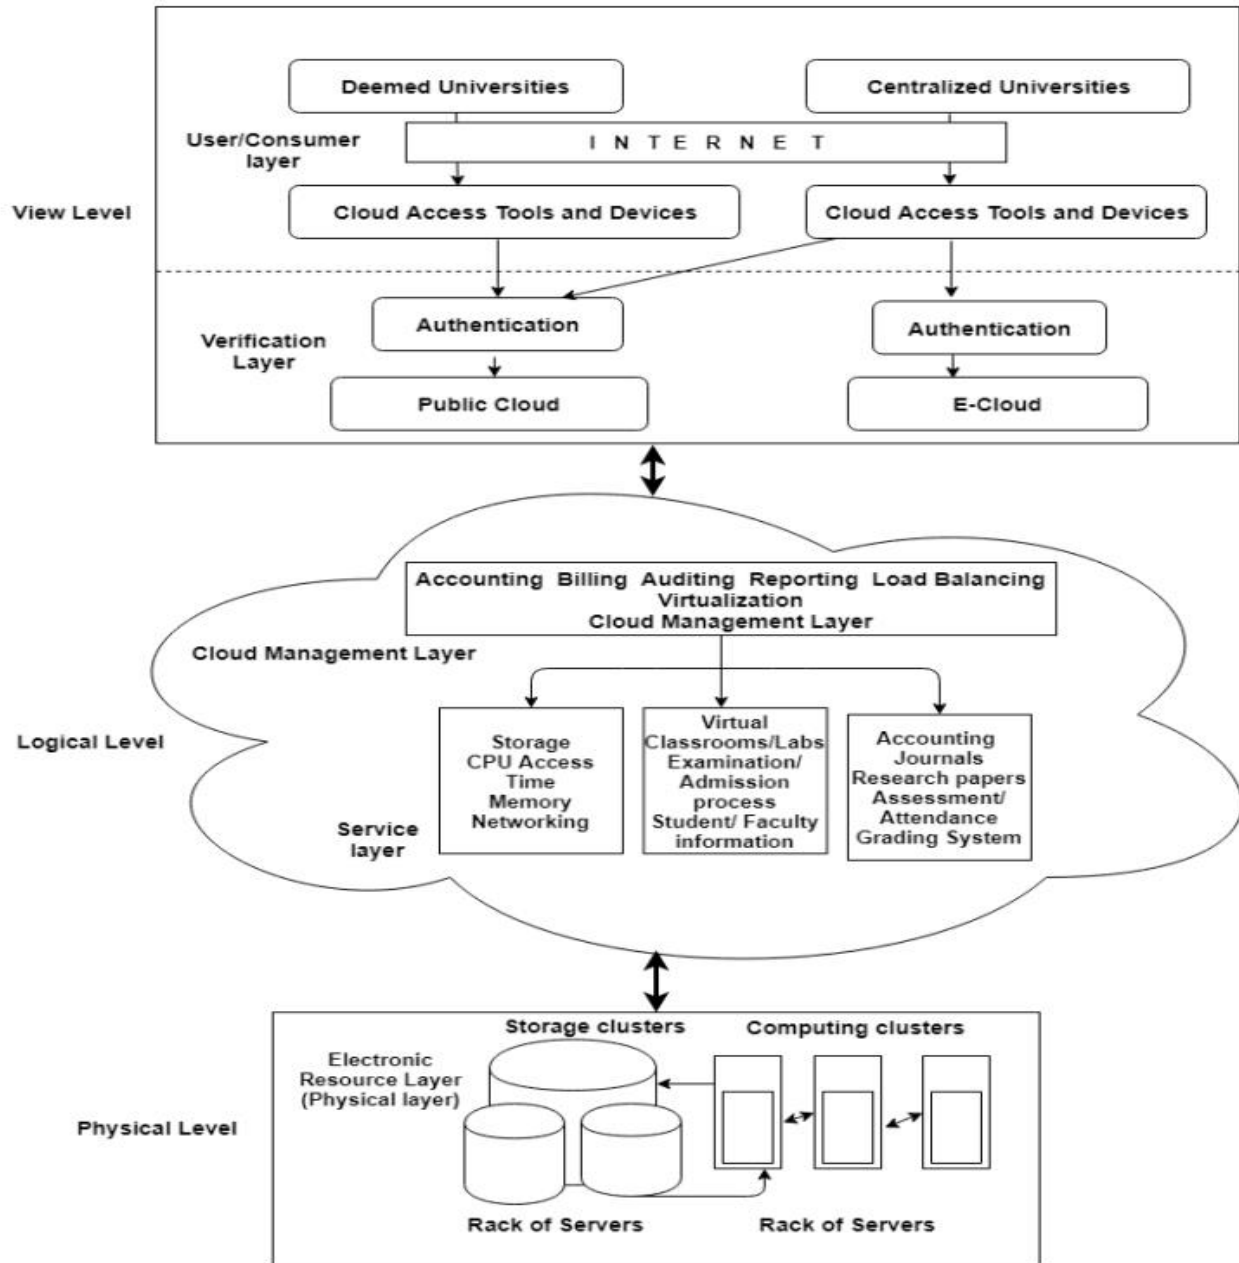 Deemed Universities
Centralized Universities
User/Consumer
layer
I N T E R N E T
View Level
Cloud Access Tools and Devices
Cloud Access Tools and Devices
Verification
Layer
Authentication
Authentication
Public Cloud
E-Cloud
Accounting Billing Auditing Reporting Load Balancing
Virtualization
Cloud Management Layer
Cloud Management Layer
Logical Level
Service
layer
Storage
CPU Access
Time
Memory
Networking
Virtual
Classrooms/Labs
Examination/
Admission
process
Student/ Faculty
information
Accounting
Journals
Research papers
Assessment/
Attendance
Grading System
Storage clusters
Computing clusters
Electronic
Resource Layer
(Physical layer)
Physical Level
Rack of Servers
Rack of Servers